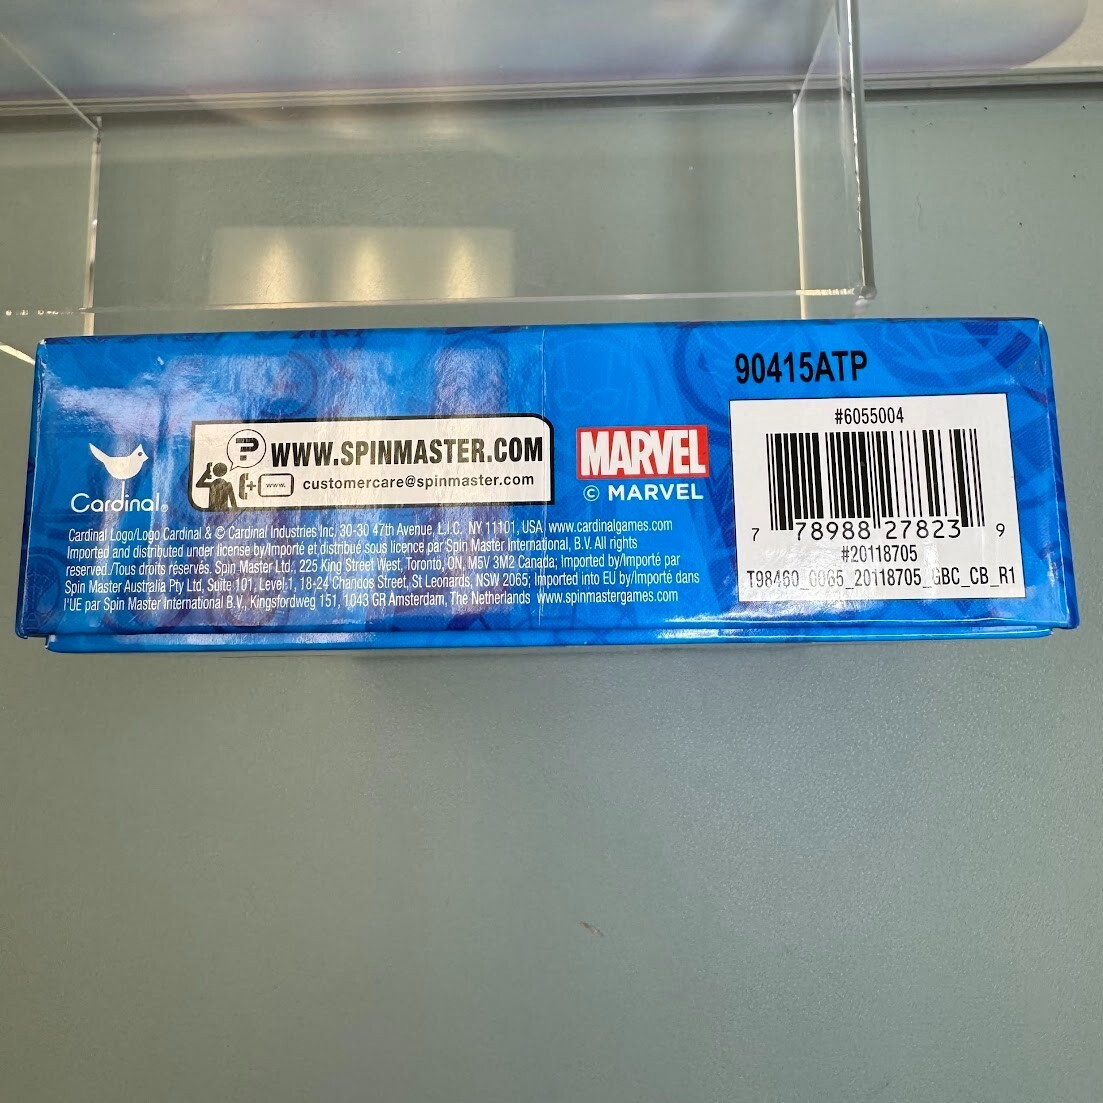 90415ATP
#6055004
7 78988 27823 9
#20118705
T98460_0065_20118705_GBC_CB_R1
Cardinal®
?
WWW.SPINMASTER.COM
+ www. customercare@spinmaster.com
MARVEL
© MARVEL
Cardinal Logo/Logo Cardinal & © Cardinal Industries Inc. 30-30 47th Avenue, L.I.C. NY 11101, USA www.cardinalgames.com
Imported and distributed under license by/Importé et distribué sous licence par Spin Master International, B.V. All rights
reserved./Tous droits réservés. Spin Master Ltd., 225 King Street West, Toronto, ON, M5V 3M2 Canada; Imported by/Importé par
Spin Master Australia Pty Ltd, Suite 101, Level 1, 18-24 Chandos Street, St Leonards, NSW 2065; Imported into EU by/Importé dans
l'UE par Spin Master International B.V., Kingsfordweg 151, 1043 GR Amsterdam, The Netherlands www.spinmastergames.com